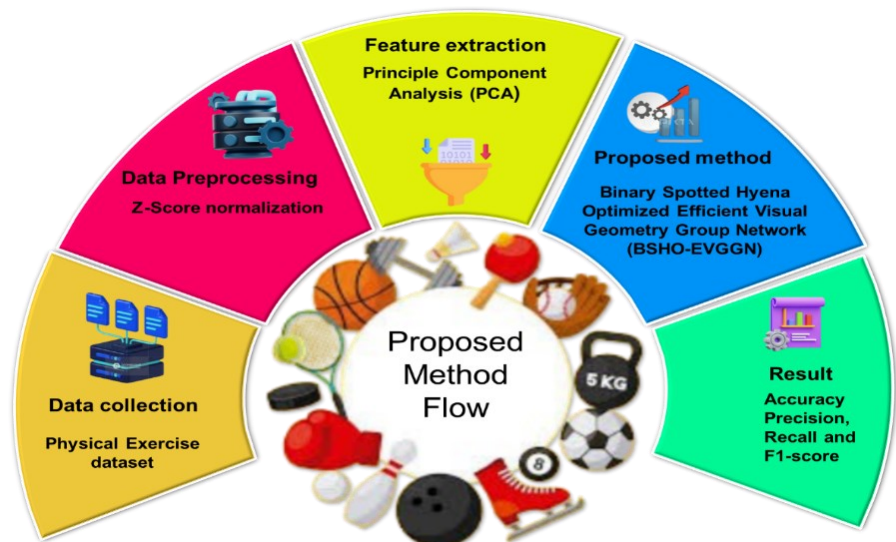 Data collection
Physical Exercise
dataset
Data Preprocessing
Z-Score normalization
Feature extraction
Principle Component
Analysis (PCA)
10101
Proposed method
Binary Spotted Hyena
Optimized Efficient Visual
Geometry Group Network
(BSHO-EVGGN)
Result
Accuracy
Precision,
Recall and
F1-score
Proposed
Method
Flow
5 KG
8